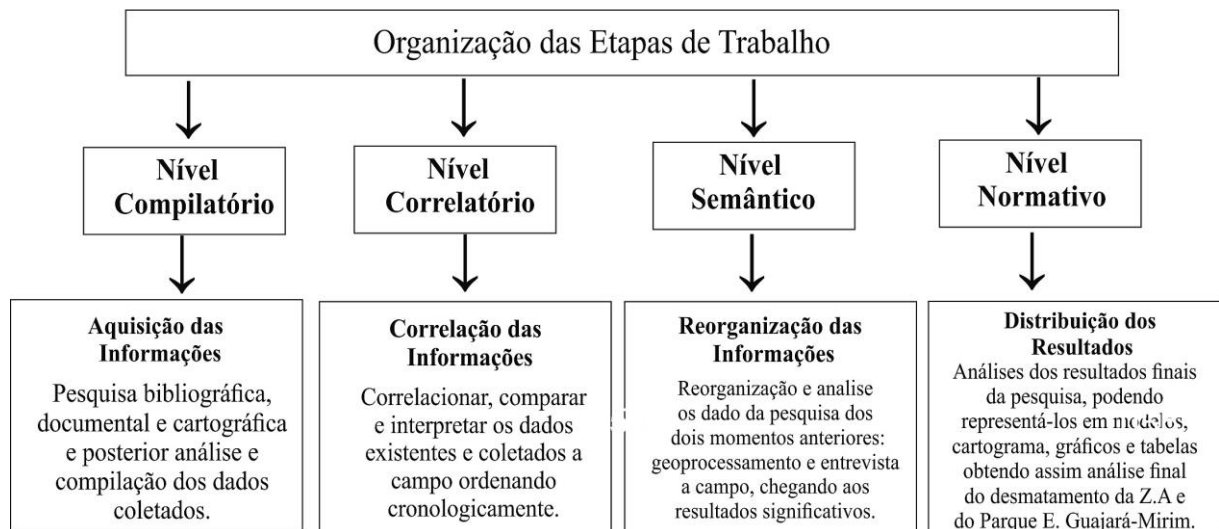 Organização das Etapas de Trabalho
Nível
Compilatório
Nível
Correlatório
Nível
Semântico
Nível
Normativo
Aquisição das
Informações
Pesquisa bibliográfica,
documental e cartográfica
e posterior análise e
compilação dos dados
coletados.
Correlação das
Informações
Correlacionar, comparar
e interpretar os dados
existentes e coletados a
campo ordenando
cronologicamente.
Reorganização das
Informações
Reorganização e analise
os dado da pesquisa dos
dois momentos anteriores:
geoprocessamento e entrevista
a campo, chegando aos
resultados significativos.
Distribuição dos
Resultados
Análises dos resultados finais
da pesquisa, podendo
representá-los em modelos,
cartograma, gráficos e tabelas
obtendo assim análise final
do desmatamento da Z.A e
do Parque E. Guajará-Mirim.